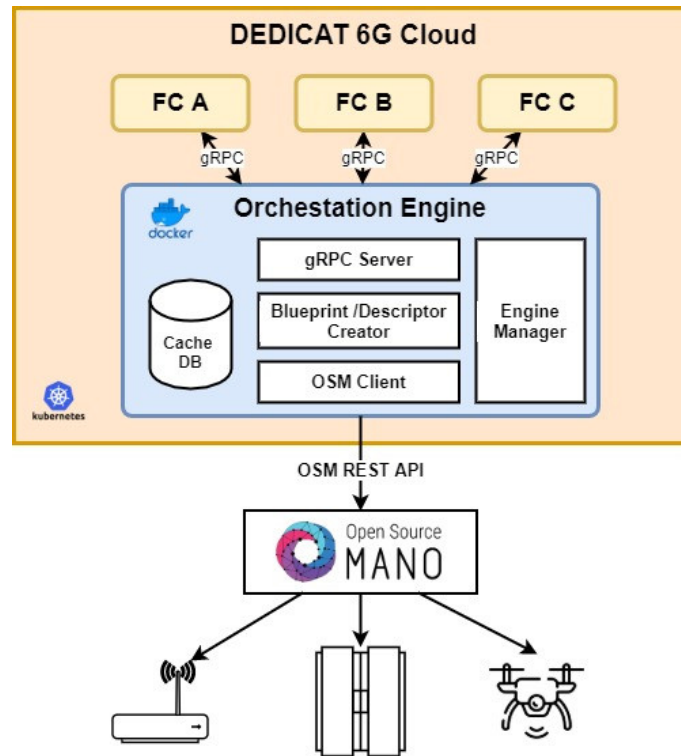 DEDICAT 6G Cloud
FC A
FC B
FC C
gRPC
gRPC
gRPC
Orchestation Engine
docker
gRPC Server
Blueprint /Descriptor
Creator
OSM Client
Engine
Manager
Cache
DB
kubernetes
OSM REST API
Open Source
MANO